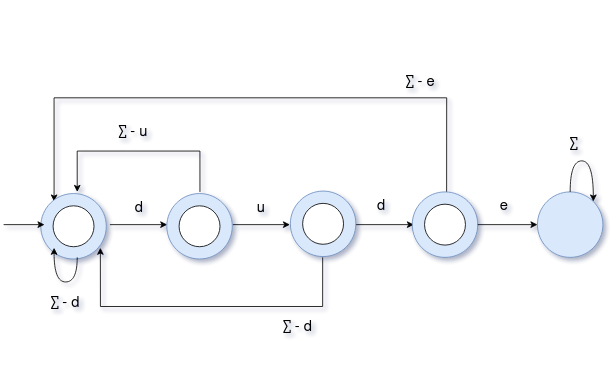 ∑ - e
∑ - u
∑
d
u
d
e
∑ - d
∑ - d